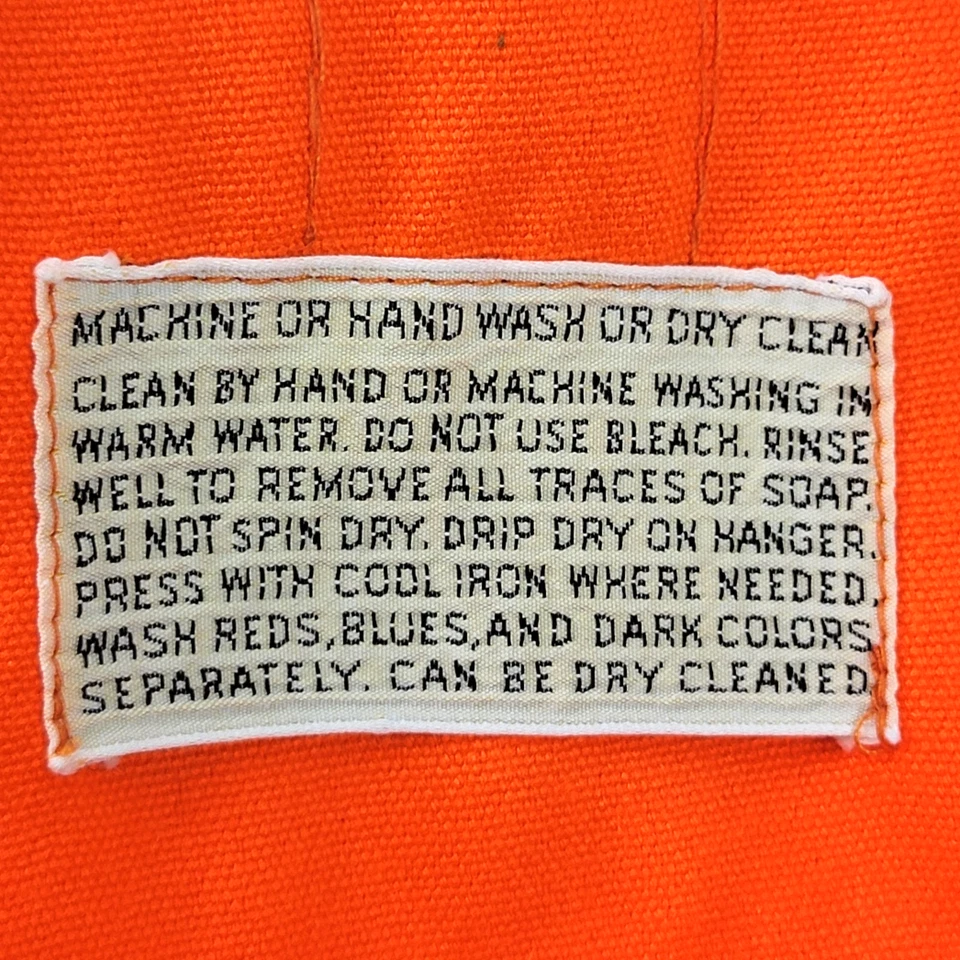 MACHINE OR HAND WASH OR DRY CLEAN
CLEAN BY HAND OR MACHINE WASHING IN
WARM WATER. DO NOT USE BLEACH. RINSE
WELL TO REMOVE ALL TRACES OF SOAP.
DO NOT SPIN DRY. DRIP DRY ON HANGER.
PRESS WITH COOL IRON WHERE NEEDED.
WASH REDS, BLUES, AND DARK COLORS
SEPARATELY. CAN BE DRY CLEANED